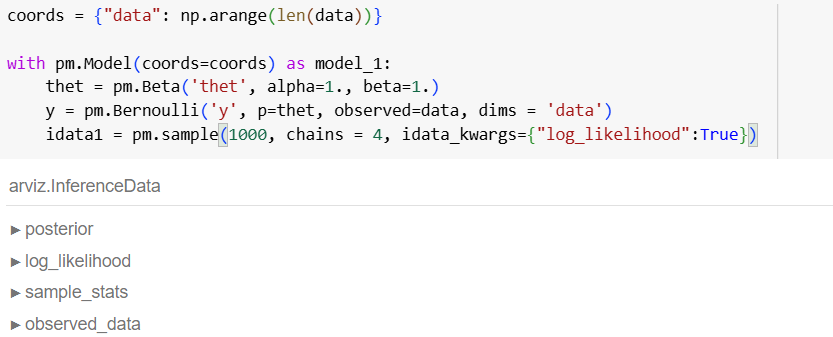 coords = {"data": np.arange(len(data))}
with pm.Model(coords=coords) as model_1:
    thet = pm.Beta('thet', alpha=1., beta=1.)
    y = pm.Bernoulli('y', p=thet, observed=data, dims = 'data')
    idata1 = pm.sample(1000, chains = 4, idata_kwargs={"log_likelihood":True})
arviz.InferenceData
► posterior
► log_likelihood
► sample_stats
► observed_data